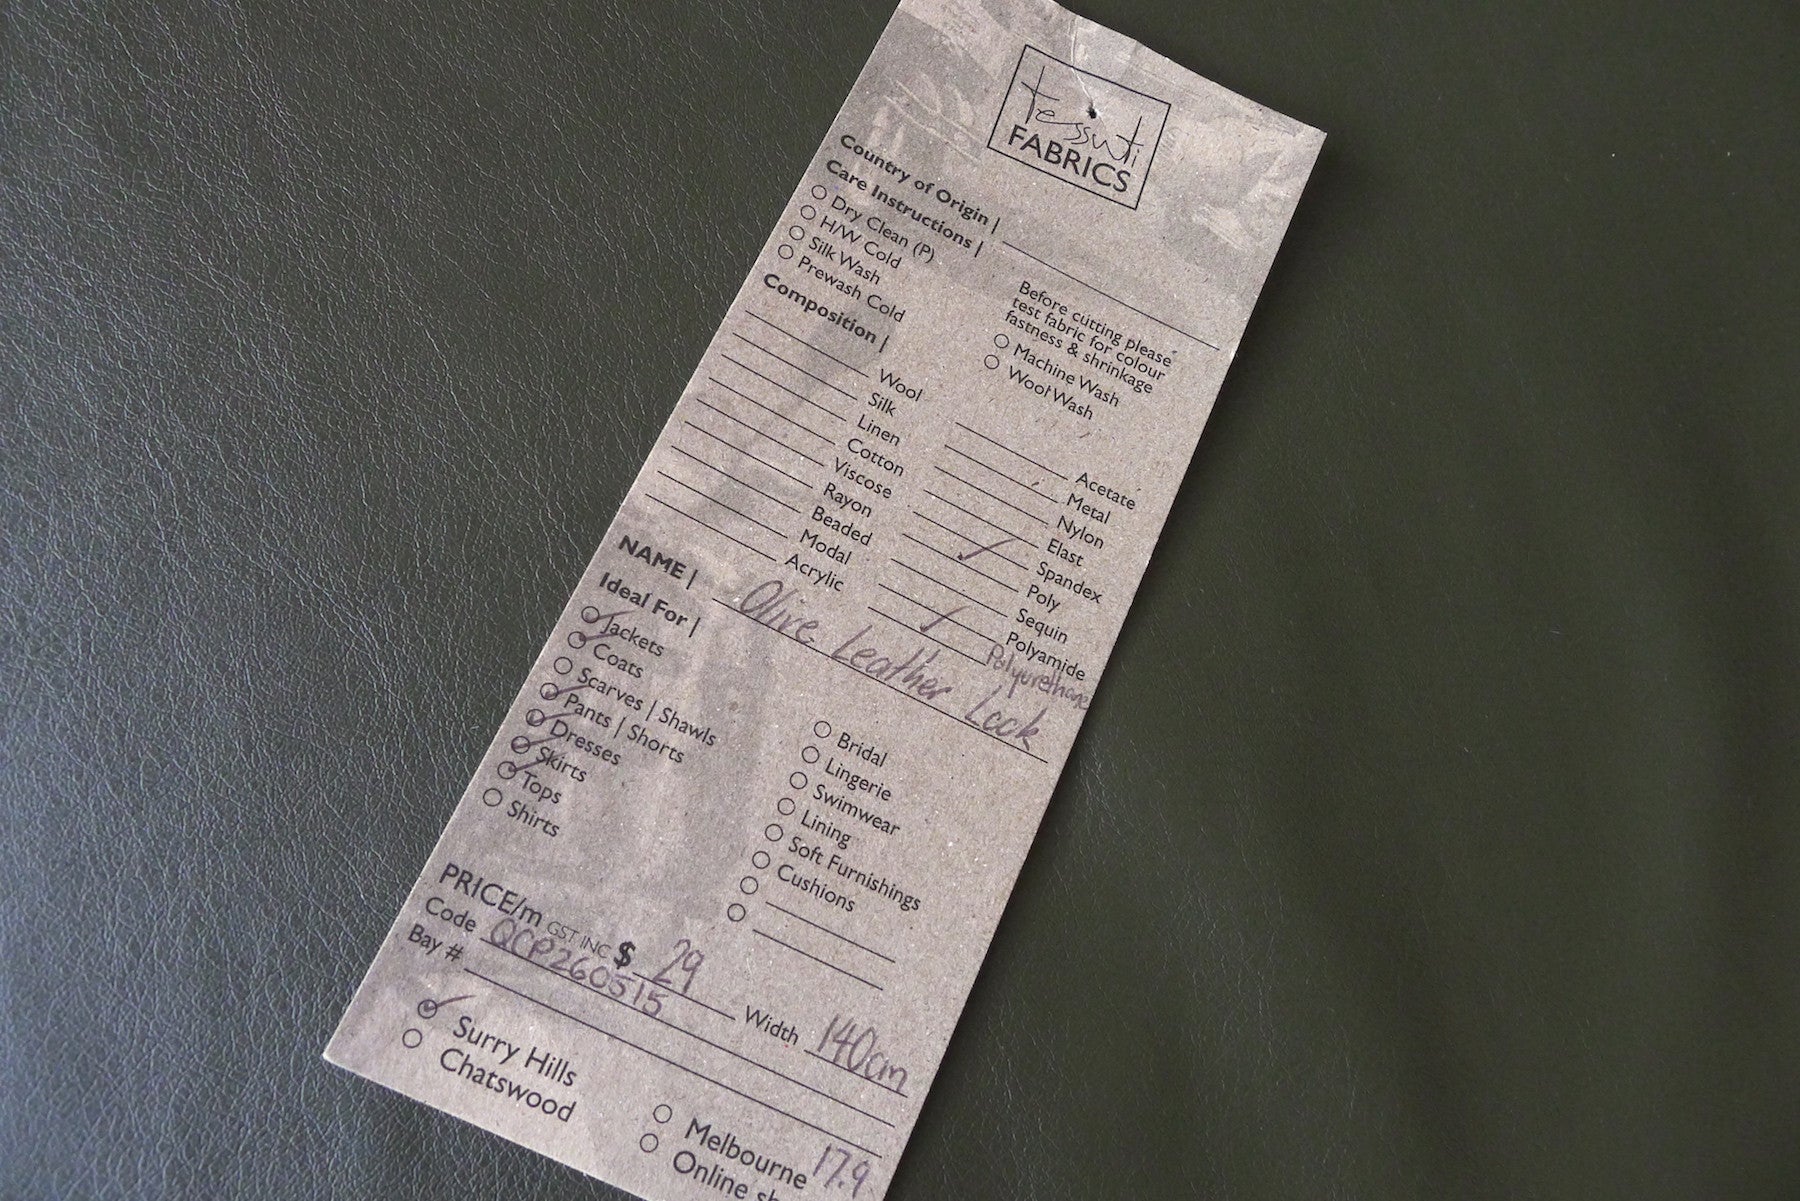 tessuti
FABRICS
Country of Origin |
Care Instructions |
Dry Clean (P)
H/W Cold
Silk Wash
Prewash Cold
Before cutting please
test fabric for colour
fastness & shrinkage
Machine Wash
Wool Wash
Composition |
Wool
Silk
Linen
Cotton
Viscose
Rayon
Beaded
Modal
Acrylic
Acetate
Metal
Nylon
Elast
Spandex
Poly
Sequin
Polyamide
Polyurethane
NAME | Olive Leather Look
Ideal For |
Jackets
Coats
Scarves | Shawls
Pants | Shorts
Dresses
Skirts
Tops
Shirts
Bridal
Lingerie
Swimwear
Lining
Soft Furnishings
Cushions
PRICE/m GST INC $ 29 Width 140cm
Code QCP260515
Bay #
Surry Hills
Chatswood
Melbourne 17.9
Online sh